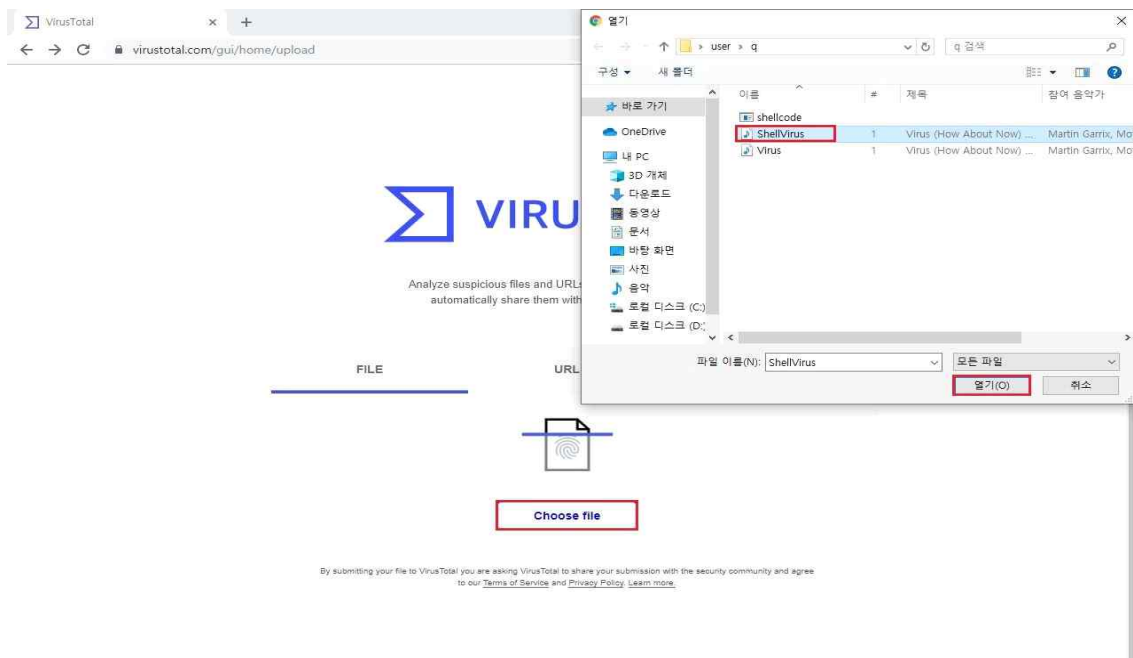 VirusTotal
virustotal.com/gui/home/upload
VIRU
Analyze suspicious files and URL
automatically share them with
FILE
URL
Choose file
By submitting your file to VirusTotal you are asking VirusTotal to share your submission with the security community and agree
to our Terms of Service and Privacy Policy. Learn more.
열기
user › q
q 검색
구성
새 폴더
이름
#
제목
참여 음악가
바로 가기
OneDrive
내 PC
3D 개체
다운로드
동영상
문서
바탕 화면
사진
음악
로컬 디스크 (C:)
로컬 디스크 (D:
shellcode
ShellVirus 1 Virus (How About Now) ... Martin Garrix, Mo
Virus 1 Virus (How About Now) ... Martin Garrix, Mo
파일 이름(N): ShellVirus
모든 파일
열기(O)
취소